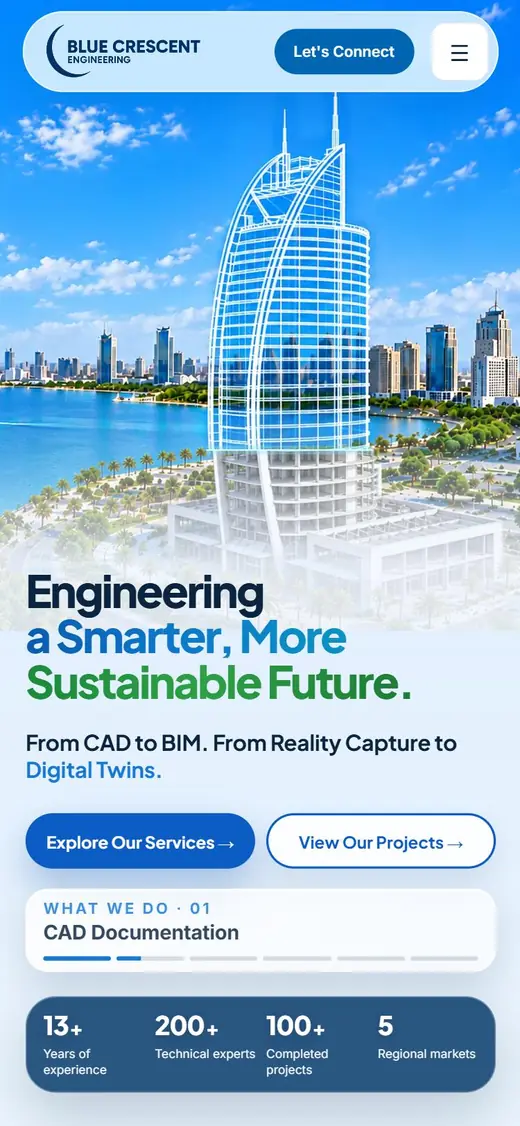 BLUE CRESCENT
ENGINEERING
Let's Connect
Engineering
a Smarter, More
Sustainable Future.
From CAD to BIM. From Reality Capture to
Digital Twins.
Explore Our Services →
View Our Projects →
WHAT WE DO · 01
CAD Documentation
13+
Years of
experience
200+
Technical experts
100+
Completed
projects
5
Regional markets